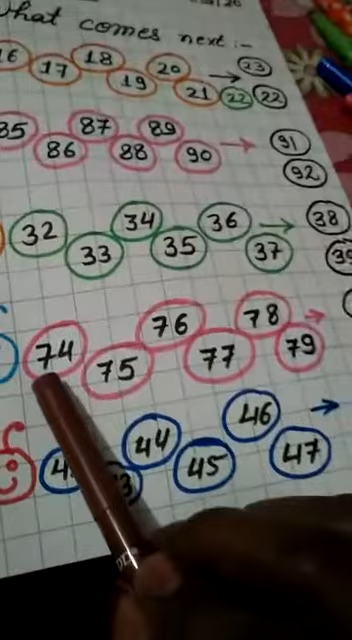 what comes next :-
16 17 18 19 20 21 22 → 23 22
85 86 87 88 89 90 → 91 92
32 33 34 35 36 37 → 38 39
74 75 76 77 78 79 →
44 45 46 47 →